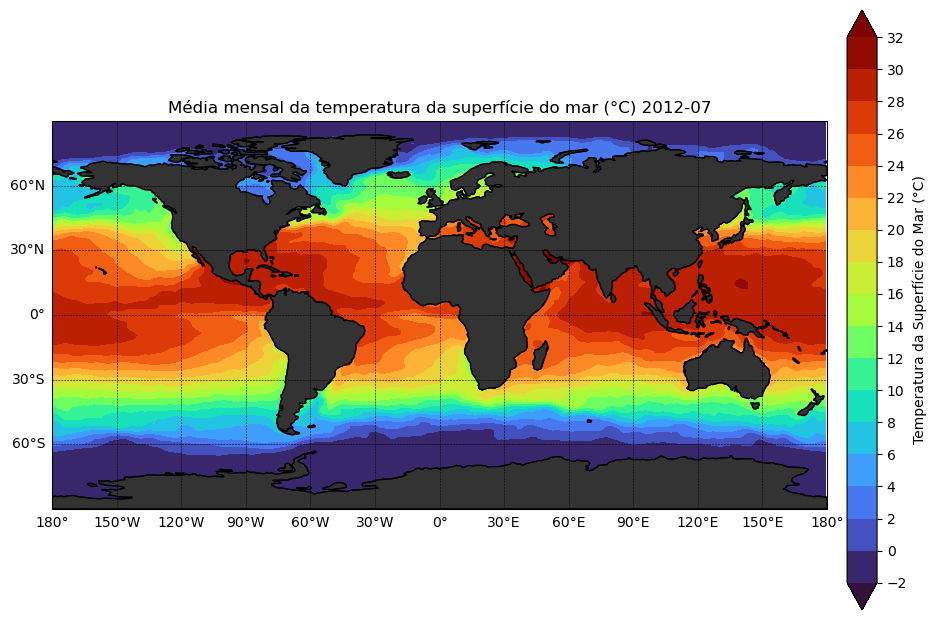 Média mensal da temperatura da superfície do mar (°C) 2012-07
60°N
30°N
0°
30°S
60°S
180° 150°W 120°W 90°W 60°W 30°W 0° 30°E 60°E 90°E 120°E 150°E 180°
32
30
28
26
24
22
20
18
16
14
12
10
8
6
4
2
0
−2
Temperatura da Superfície do Mar (°C)